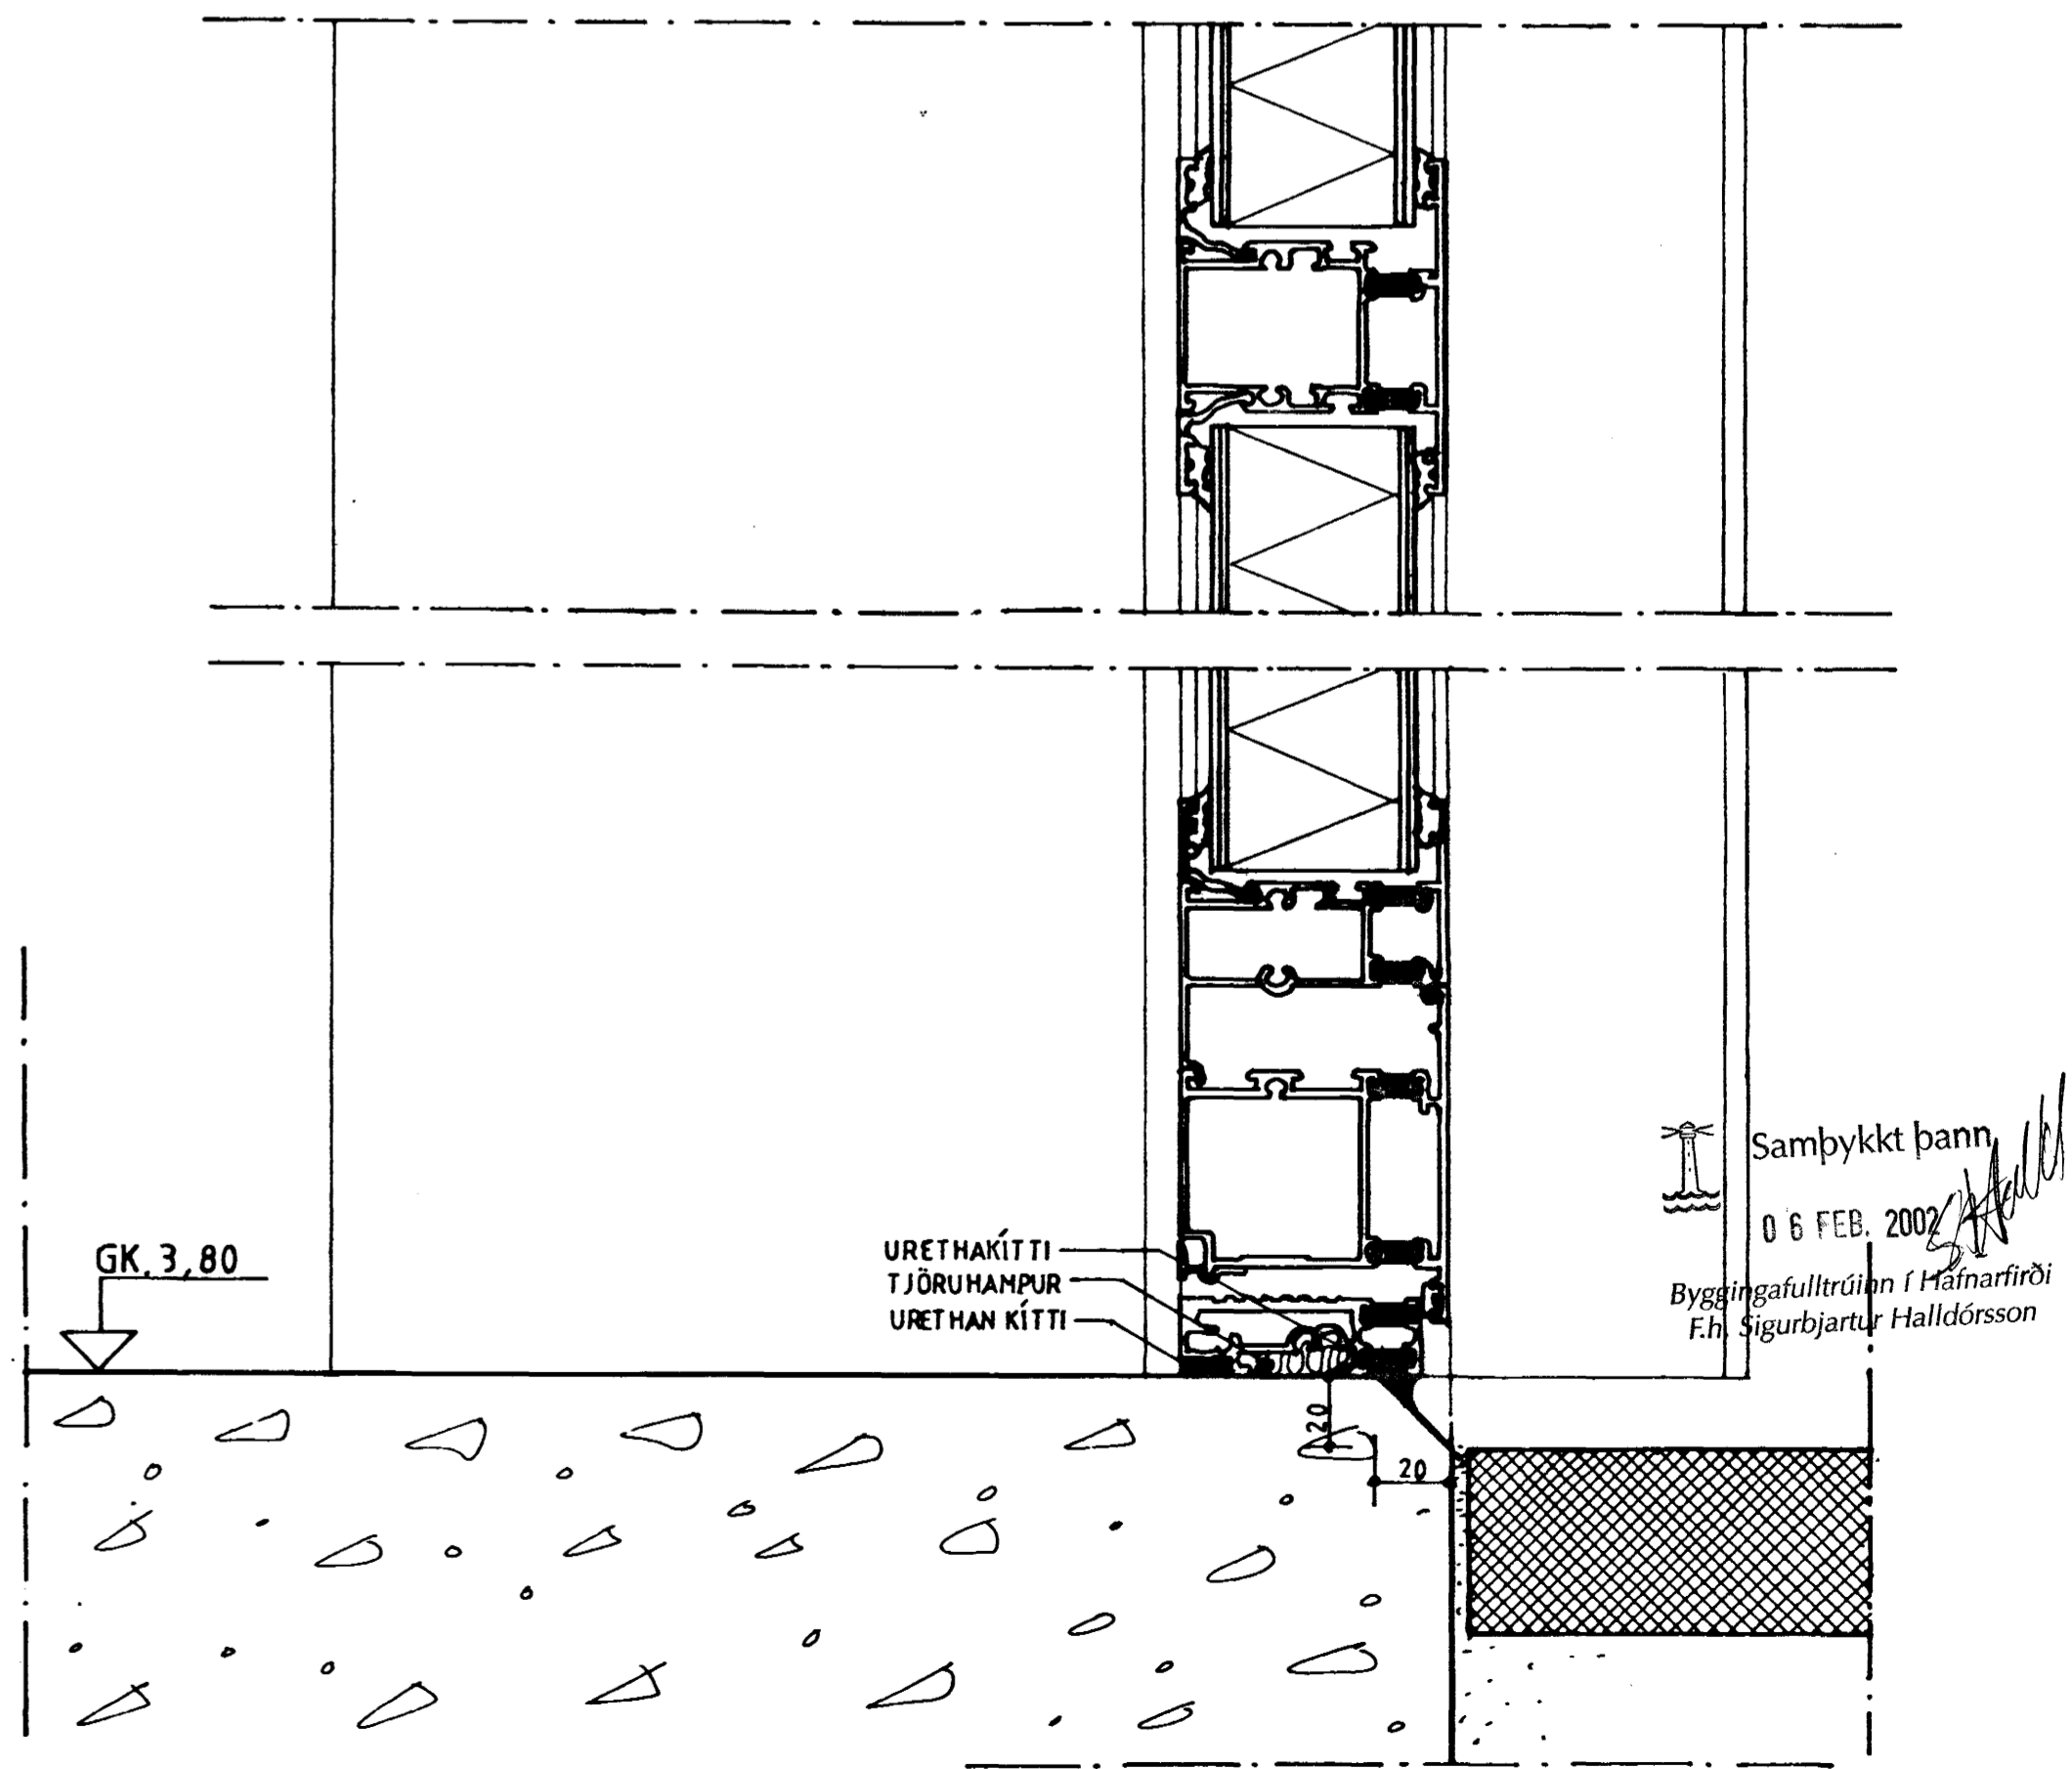 Samþykkt þann
06 FEB. 2002
Byggingafulltrúinn í Hafnarfirði
F.h. Sigurbjartur Halldórsson
URETHAKÍTTI
TJÖRUHAMPUR
URETHAN KÍTTI
GK, 3,80
20
20